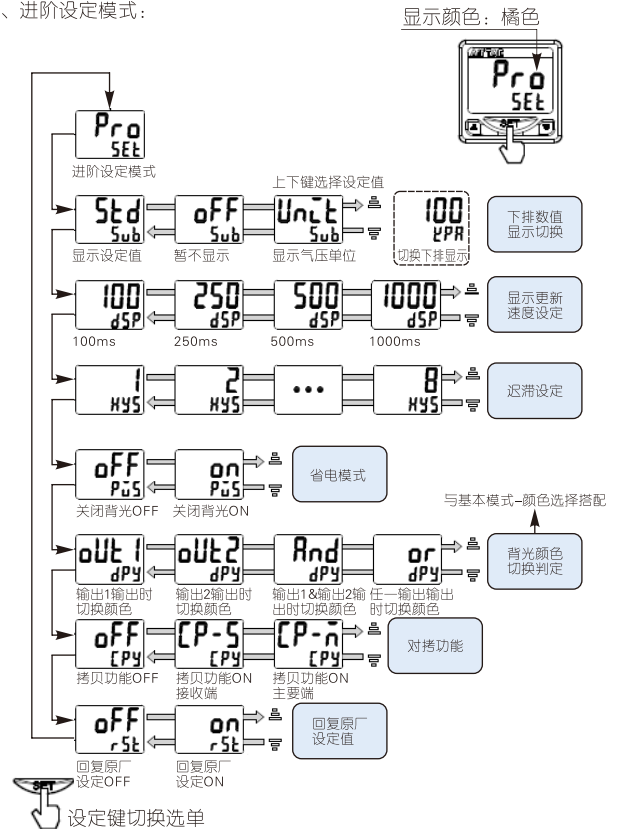 、进阶设定模式：
显示颜色：橘色
Pro
SEt
SET
Pro
SEt
进阶设定模式
上下键选择设定值
Std
Sub
oFF
Sub
Unit
Sub
100
KPA
下排数值
显示切换
显示设定值
暂不显示
显示气压单位
切换下排显示
100
dSP
250
dSP
500
dSP
1000
dSP
显示更新
速度设定
100ms
250ms
500ms
1000ms
1
HYS
2
HYS
•••
8
HYS
迟滞设定
oFF
PwS
on
PwS
省电模式
关闭背光OFF
关闭背光ON
与基本模式–颜色选择搭配
oUt1
dPY
oUt2
dPY
And
dPY
or
dPY
背光颜色
切换判定
输出1输出时
切换颜色
输出2输出时
切换颜色
输出1&输出2输
出时切换颜色
任一输出输出
时切换颜色
oFF
CPY
CP-S
CPY
CP-m
CPY
对拷功能
拷贝功能OFF
拷贝功能ON
接收端
拷贝功能ON
主要端
oFF
rSt
on
rSt
回复原厂
设定值
回复原厂
设定OFF
回复原厂
设定ON
SET
设定键切换选单